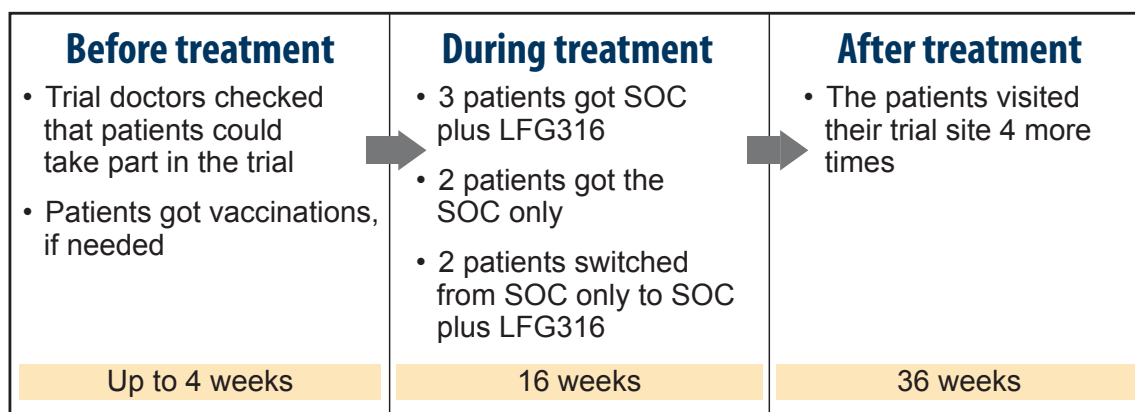 Before treatment
• Trial doctors checked
that patients could
take part in the trial
• Patients got vaccinations,
if needed
Up to 4 weeks
During treatment
• 3 patients got SOC
plus LFG316
• 2 patients got the
SOC only
• 2 patients switched
from SOC only to SOC
plus LFG316
16 weeks
After treatment
• The patients visited
their trial site 4 more
times
36 weeks